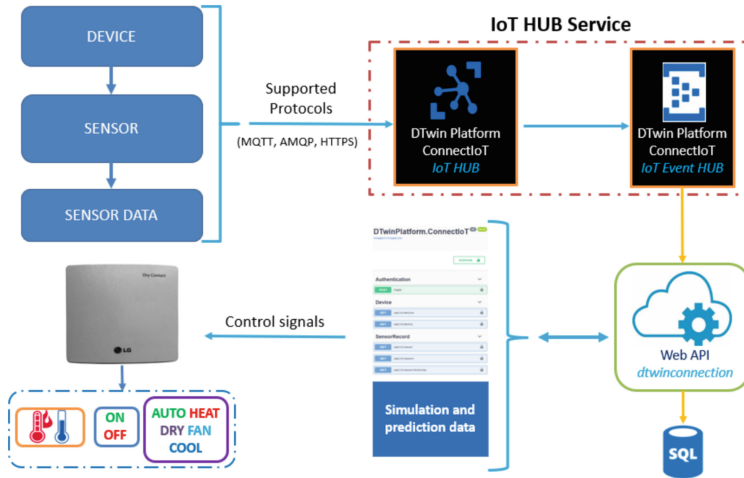 IoT HUB Service
DEVICE
SENSOR
SENSOR DATA
Supported
Protocols
(MQTT, AMQP, HTTPS)
DTwin Platform
ConnectIoT
IoT HUB
DTwin Platform
ConnectIoT
IoT Event HUB
DTwinPlatform.ConnectIoT
Authentication
Device
SensorRecord
Simulation and
prediction data
Control signals
Dry Contact
LG
ON
OFF
AUTO HEAT
DRY FAN
COOL
Web API
dtwinconnection
SQL